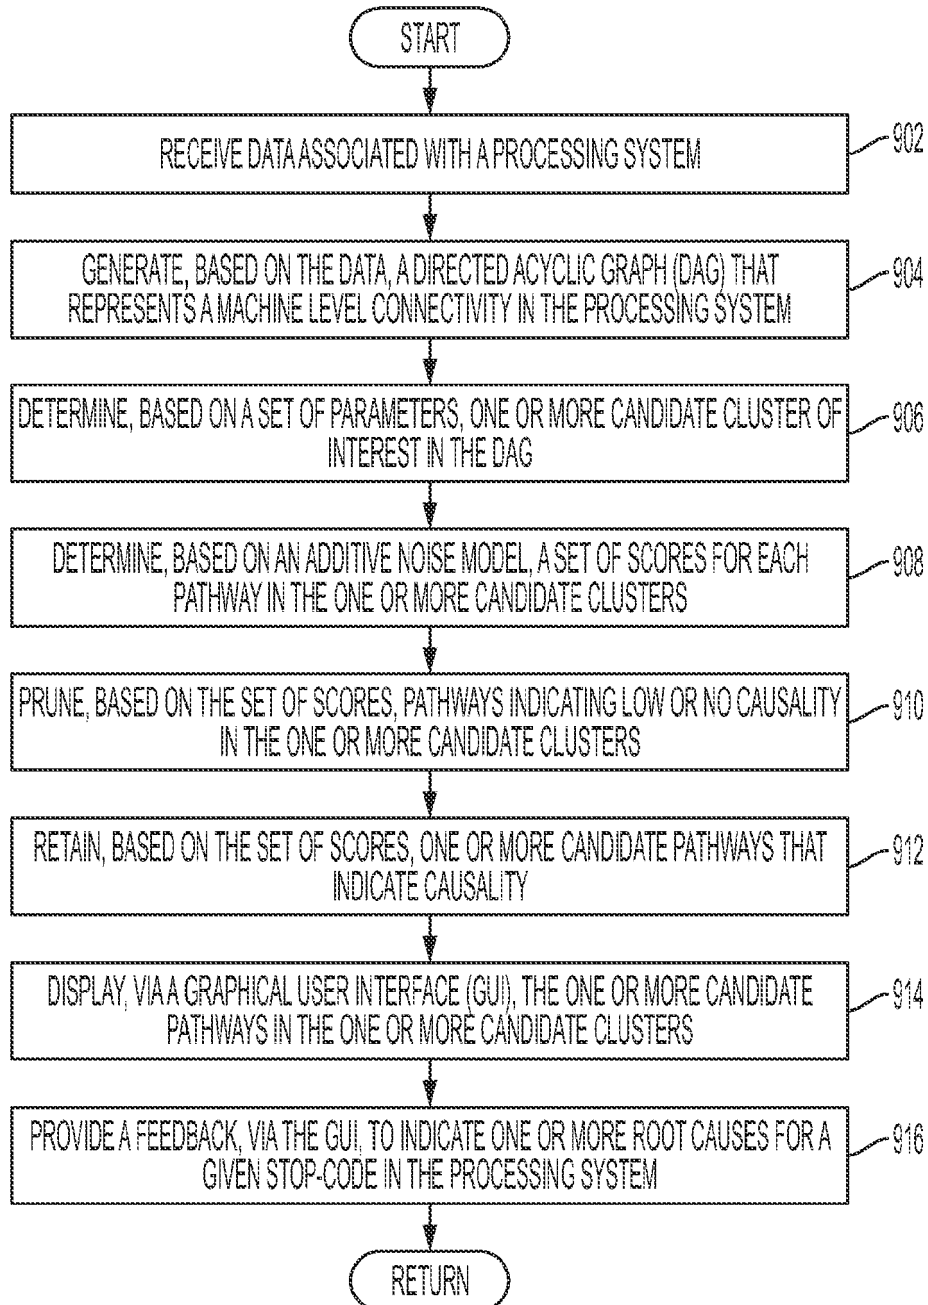 START
RECEIVE DATA ASSOCIATED WITH A PROCESSING SYSTEM
902
GENERATE, BASED ON THE DATA, A DIRECTED ACYCLIC GRAPH (DAG) THAT
REPRESENTS A MACHINE LEVEL CONNECTIVITY IN THE PROCESSING SYSTEM
904
DETERMINE, BASED ON A SET OF PARAMETERS, ONE OR MORE CANDIDATE CLUSTER OF
INTEREST IN THE DAG
906
DETERMINE, BASED ON AN ADDITIVE NOISE MODEL, A SET OF SCORES FOR EACH
PATHWAY IN THE ONE OR MORE CANDIDATE CLUSTERS
908
PRUNE, BASED ON THE SET OF SCORES, PATHWAYS INDICATING LOW OR NO CAUSALITY
IN THE ONE OR MORE CANDIDATE CLUSTERS
910
RETAIN, BASED ON THE SET OF SCORES, ONE OR MORE CANDIDATE PATHWAYS THAT
INDICATE CAUSALITY
912
DISPLAY, VIA A GRAPHICAL USER INTERFACE (GUI), THE ONE OR MORE CANDIDATE
PATHWAYS IN THE ONE OR MORE CANDIDATE CLUSTERS
914
PROVIDE A FEEDBACK, VIA THE GUI, TO INDICATE ONE OR MORE ROOT CAUSES FOR A
GIVEN STOP-CODE IN THE PROCESSING SYSTEM
916
RETURN